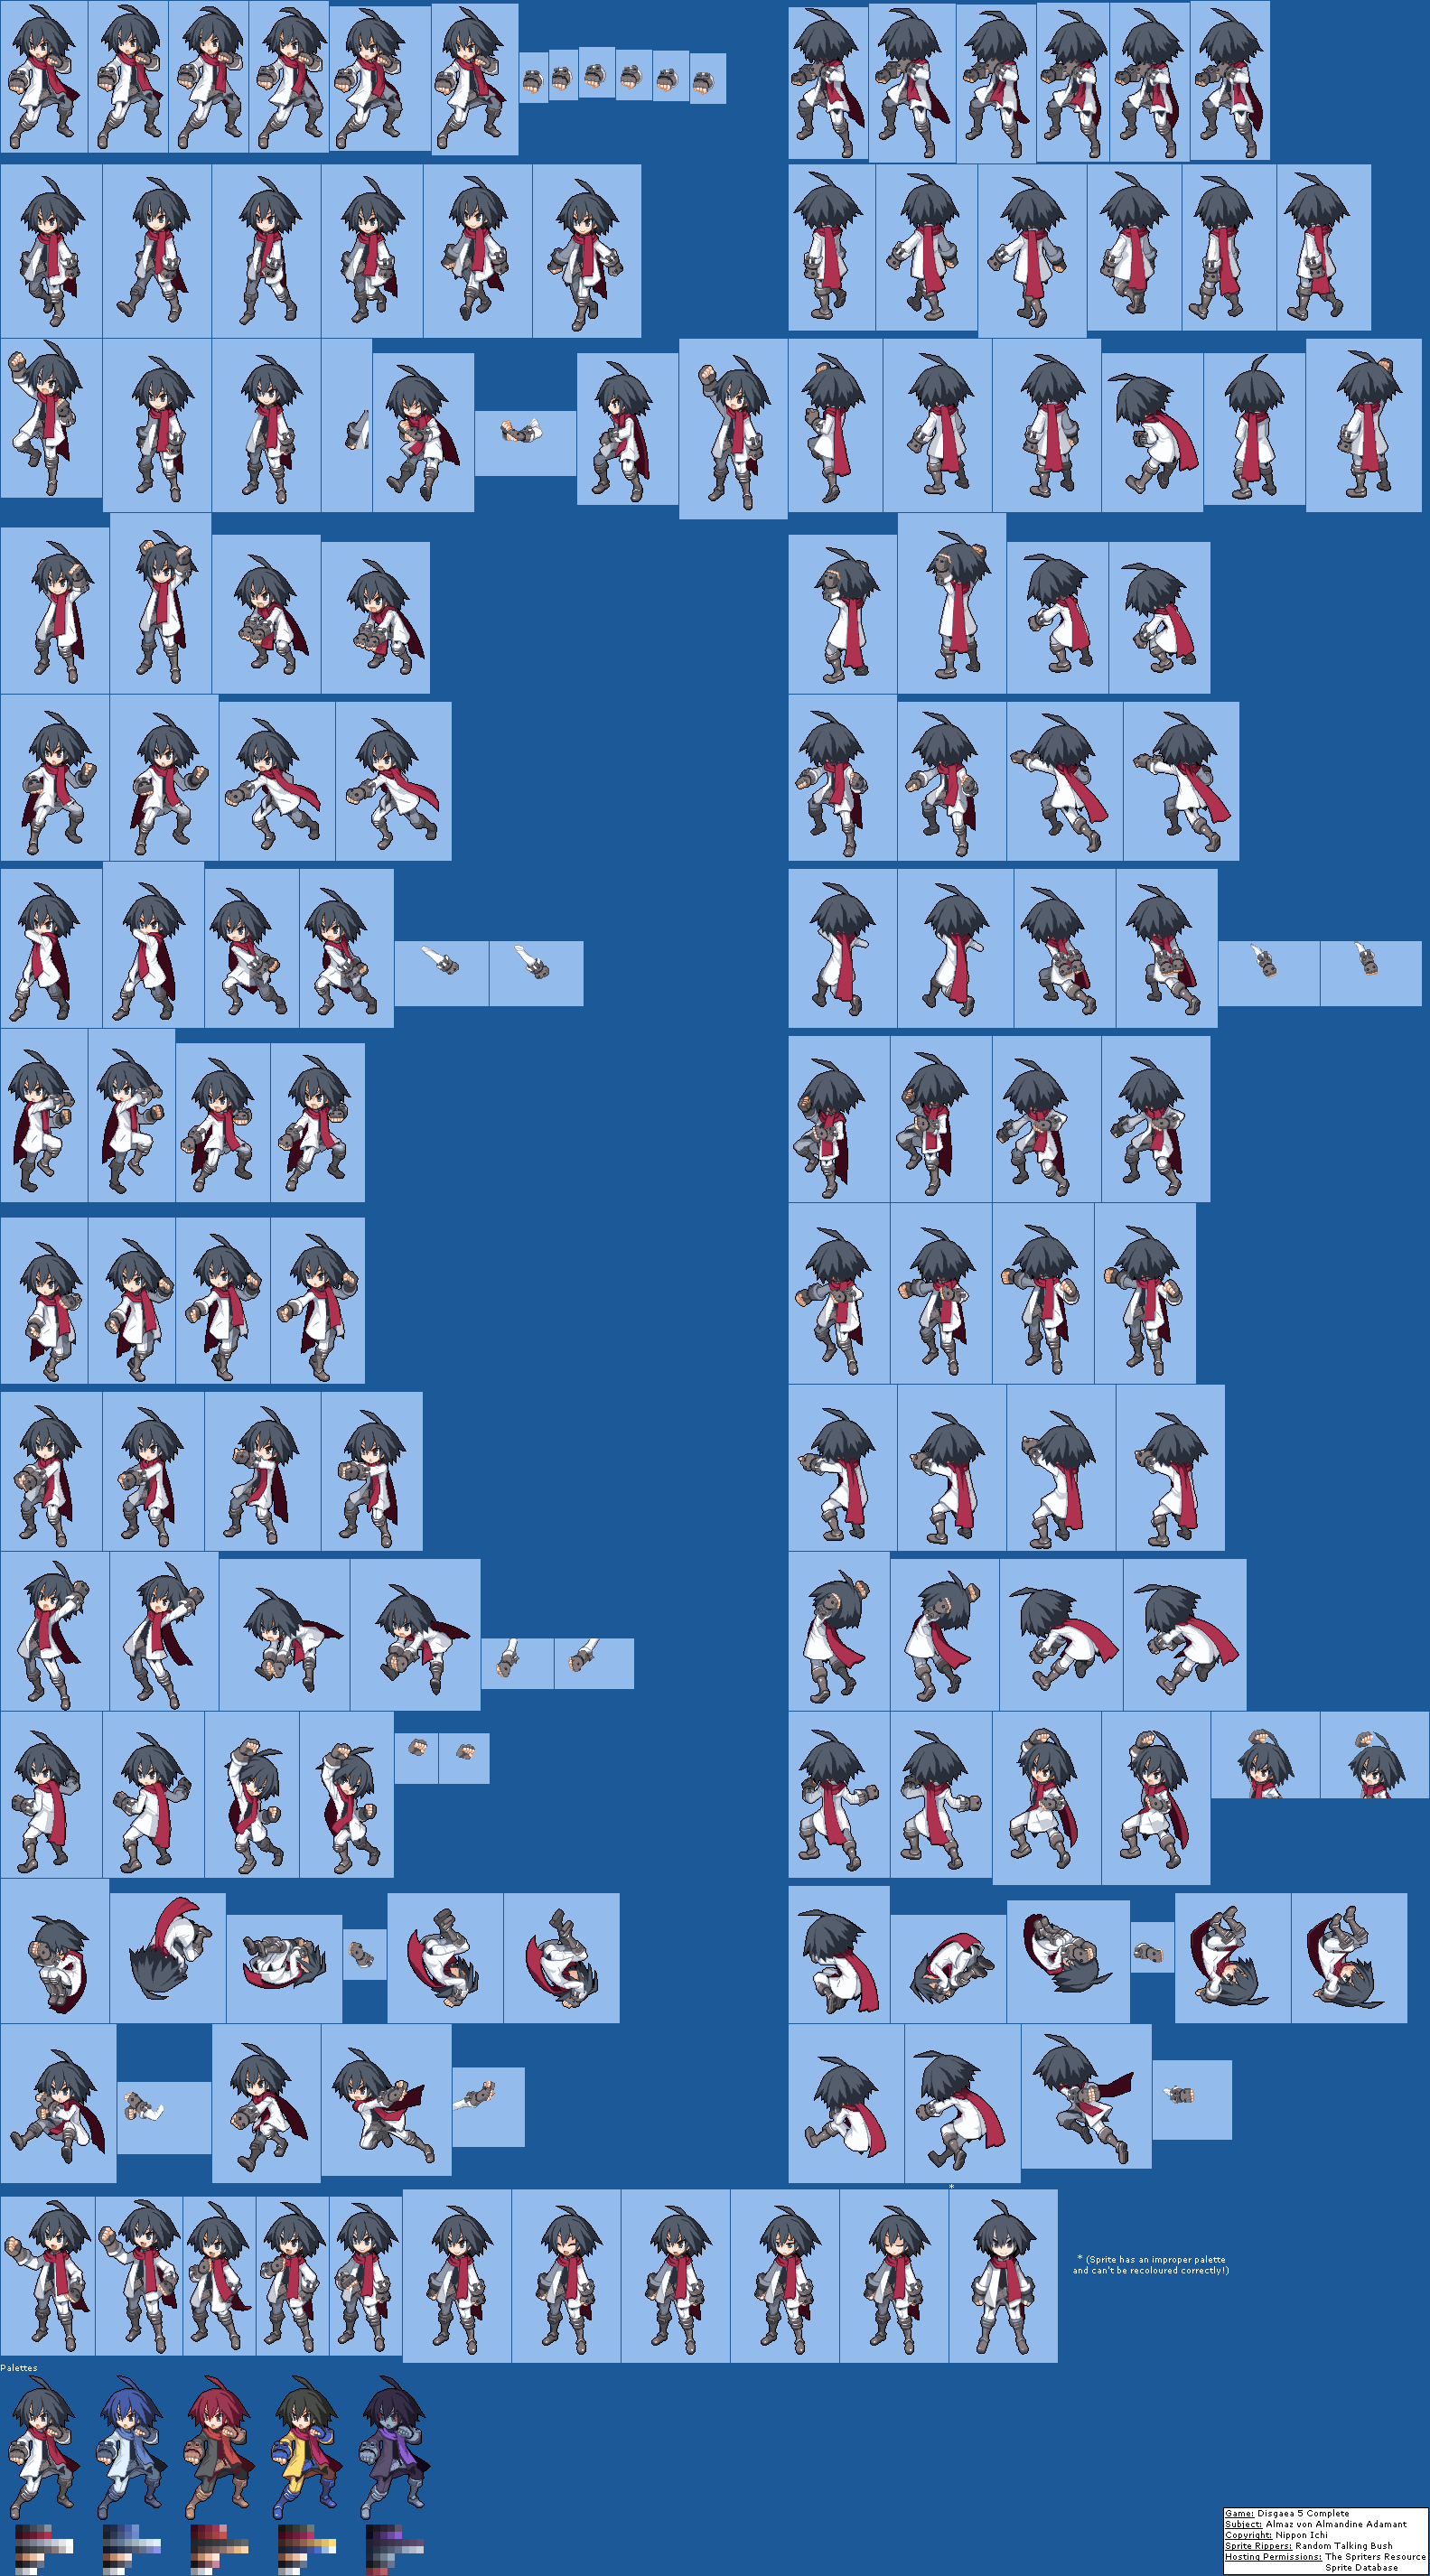 *
* (Sprite has an improper palette
and can't be recoloured correctly!)
Palettes
Game: Disgaea 5 Complete
Subject: Almaz von Almandine Adamant
Copyright: Nippon Ichi
Sprite Rippers: Random Talking Bush
Hosting Permissions: The Spriters Resource
Sprite Database